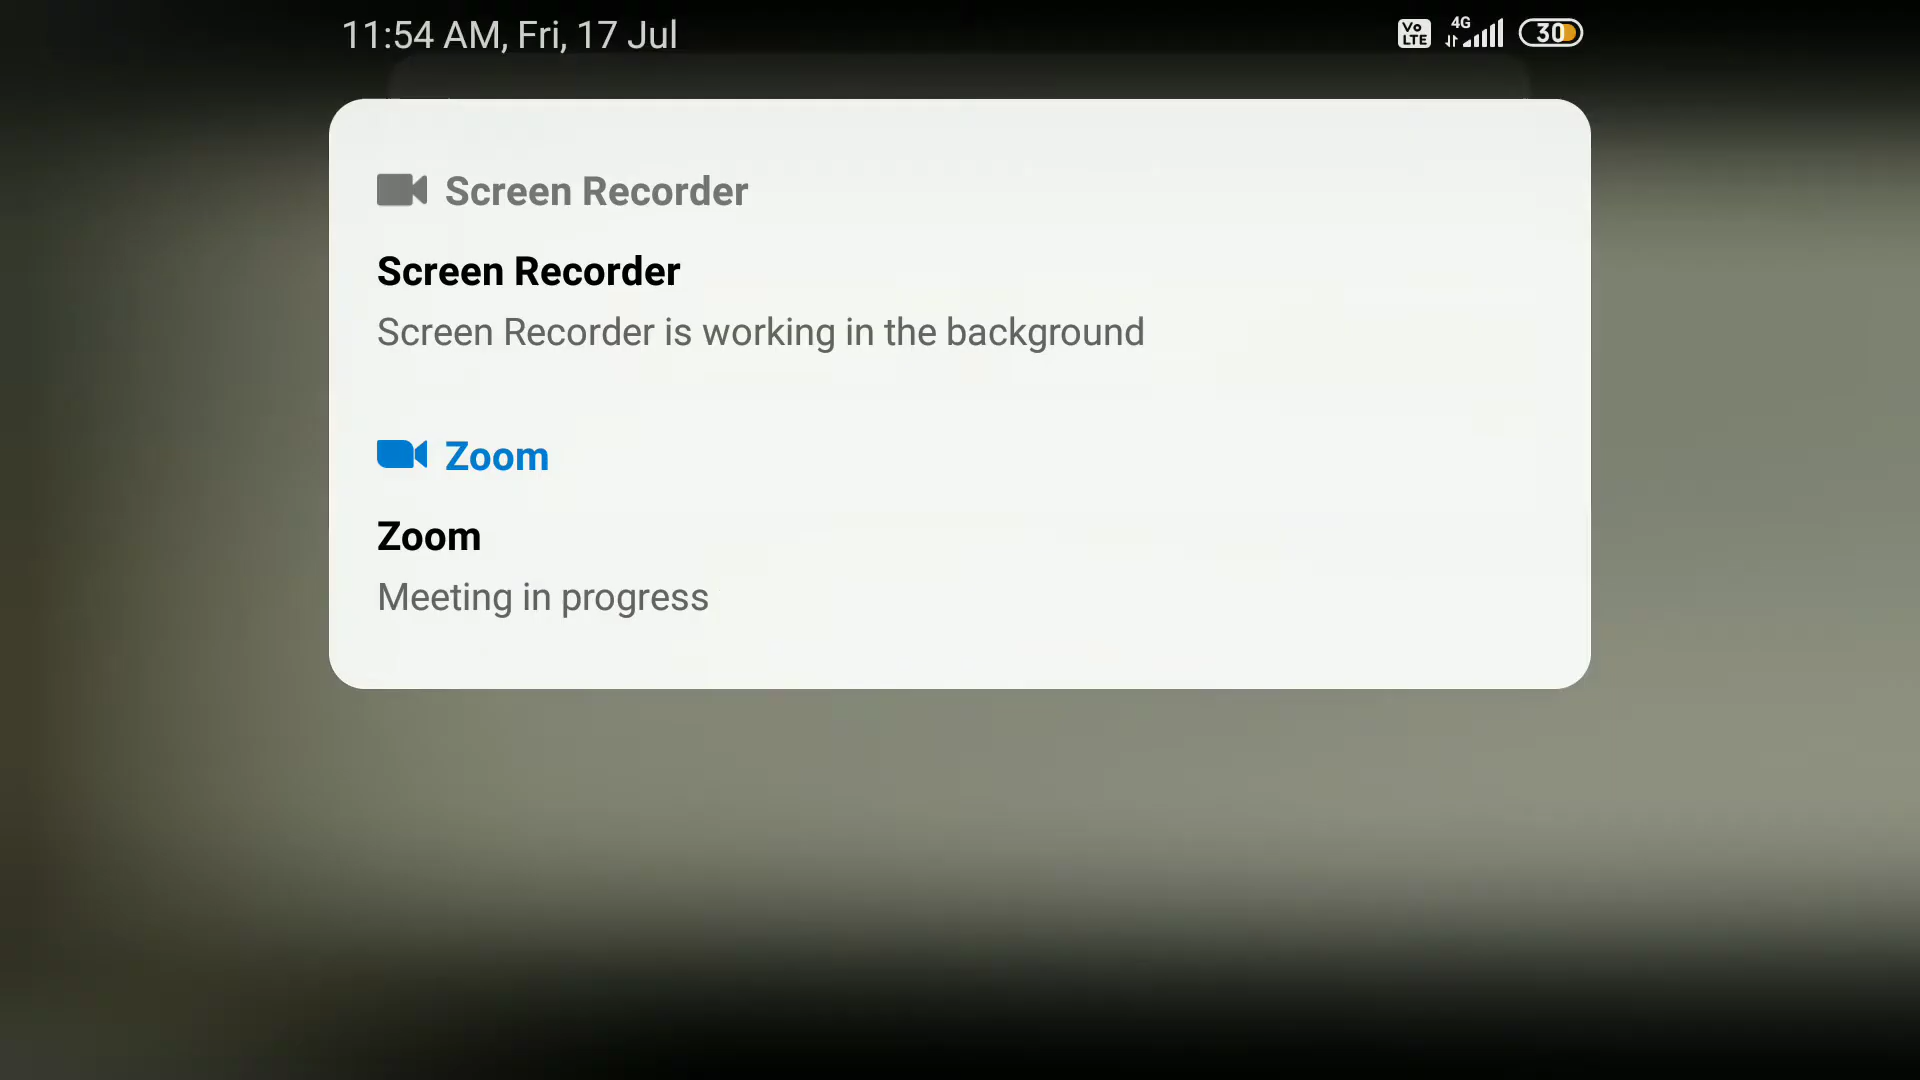 11:54 AM, Fri, 17 Jul
Vo LTE 4G 30
Screen Recorder
Screen Recorder
Screen Recorder is working in the background
Zoom
Zoom
Meeting in progress